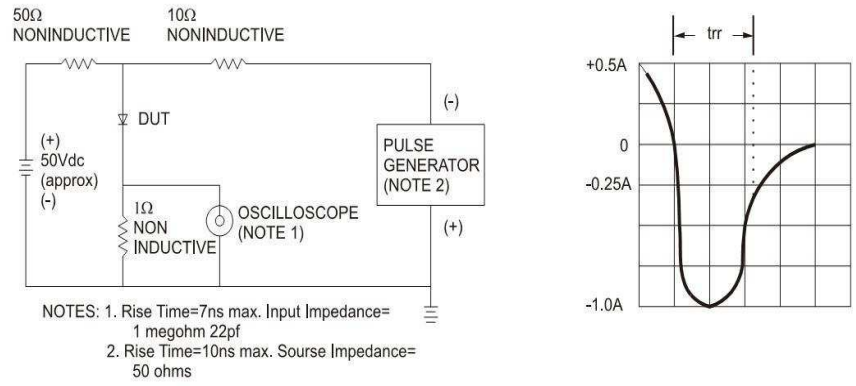 50Ω
NONINDUCTIVE
10Ω
NONINDUCTIVE
DUT
(+)
50Vdc
(approx)
(-)
1Ω
NON
INDUCTIVE
OSCILLOSCOPE
(NOTE 1)
(-)
PULSE
GENERATOR
(NOTE 2)
(+)
NOTES: 1. Rise Time=7ns max. Input Impedance=
1 megohm 22pf
2. Rise Time=10ns max. Sourse Impedance=
50 ohms
trr
+0.5A
0
-0.25A
-1.0A